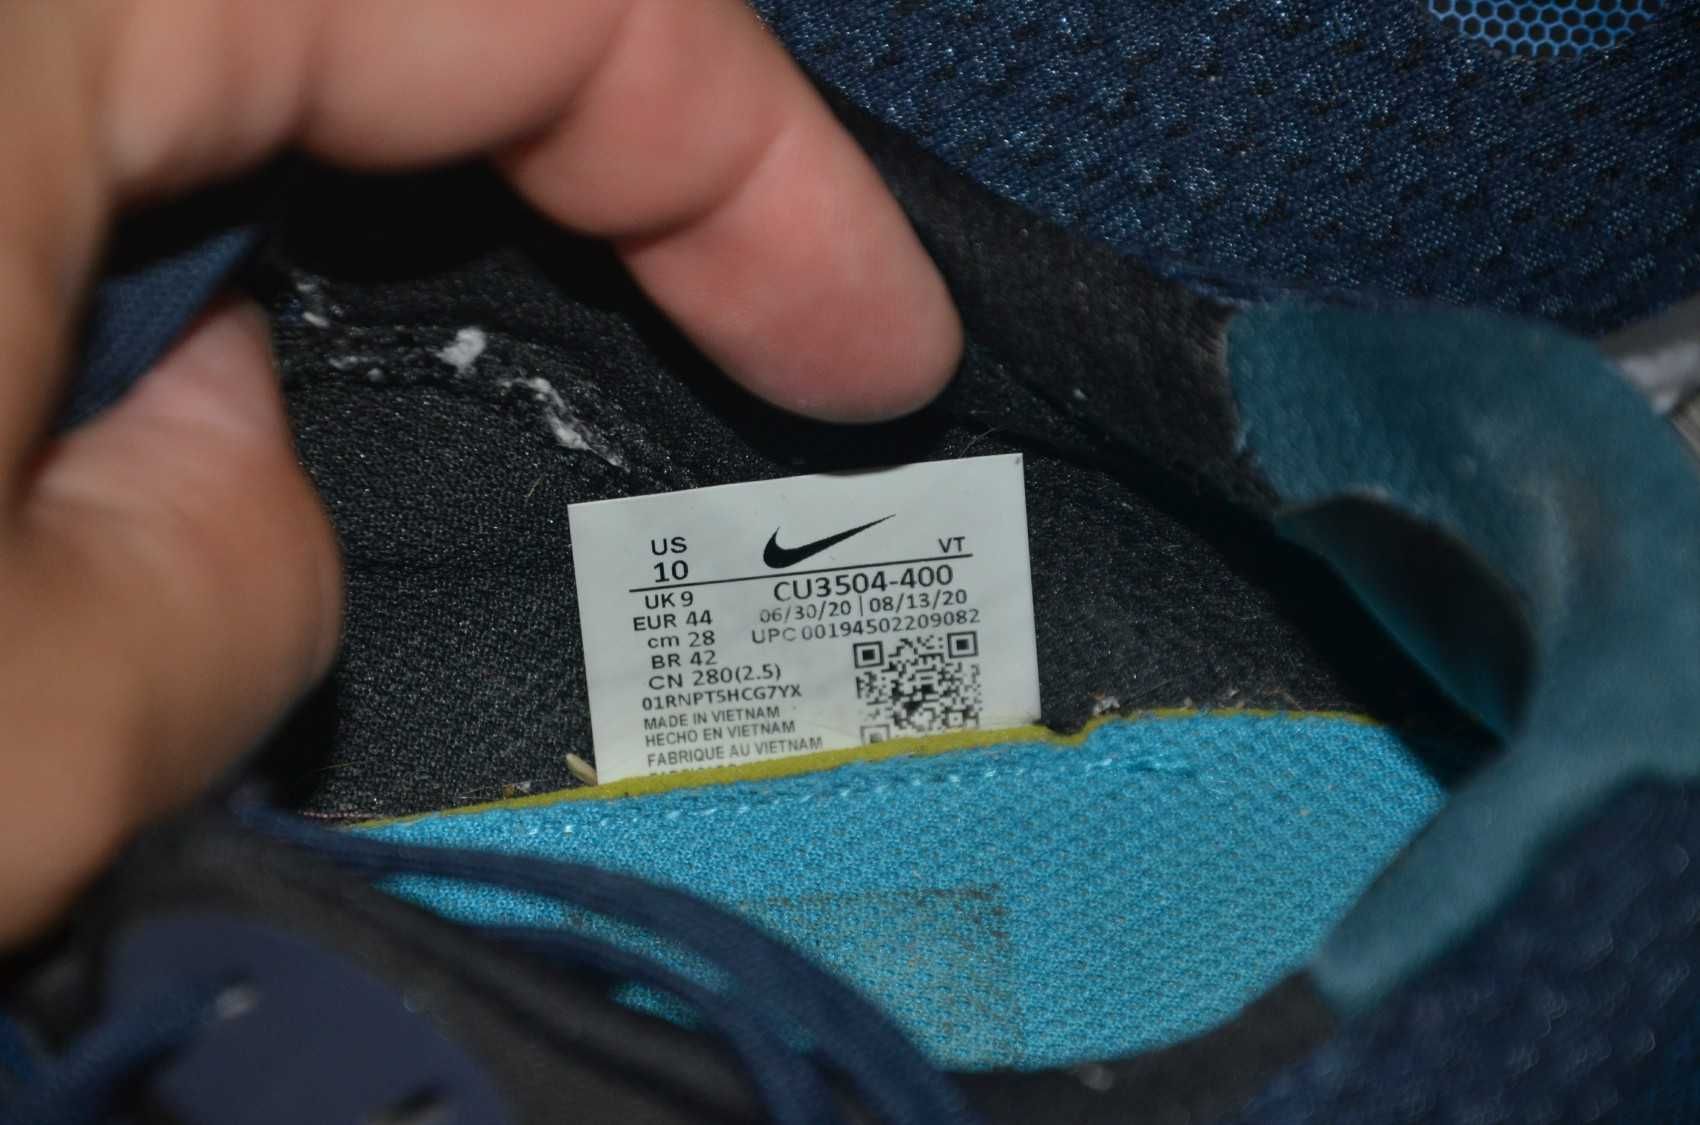 US
10
VT
CU3504-400
UK 9
06/30/20 | 08/13/20
EUR 44
UPC 00194502209082
cm 28
BR 42
CN 280(2.5)
01RNPT5HCG7YX
MADE IN VIETNAM
HECHO EN VIETNAM
FABRIQUE AU VIETNAM